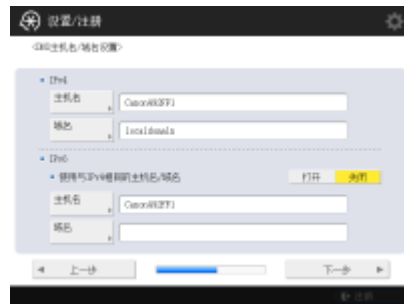 设置/注册
<DNS主机名/域名设置>
IPv4
主机名
域名
localdomain
IPv6
使用与IPv4相同的主机名/域名
打开 关闭
主机名
域名
上一步 下一步
注销